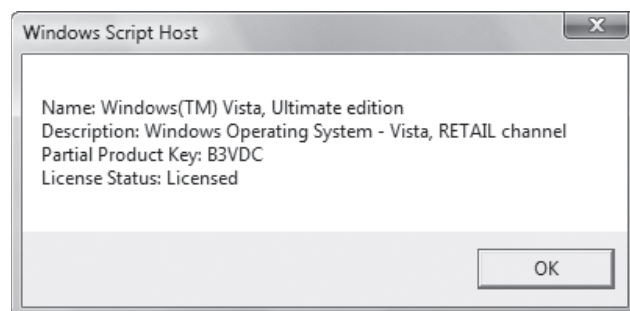 Windows Script Host
X
Name: Windows(TM) Vista, Ultimate edition
Description: Windows Operating System - Vista, RETAIL channel
Partial Product Key: B3VDC
License Status: Licensed
OK